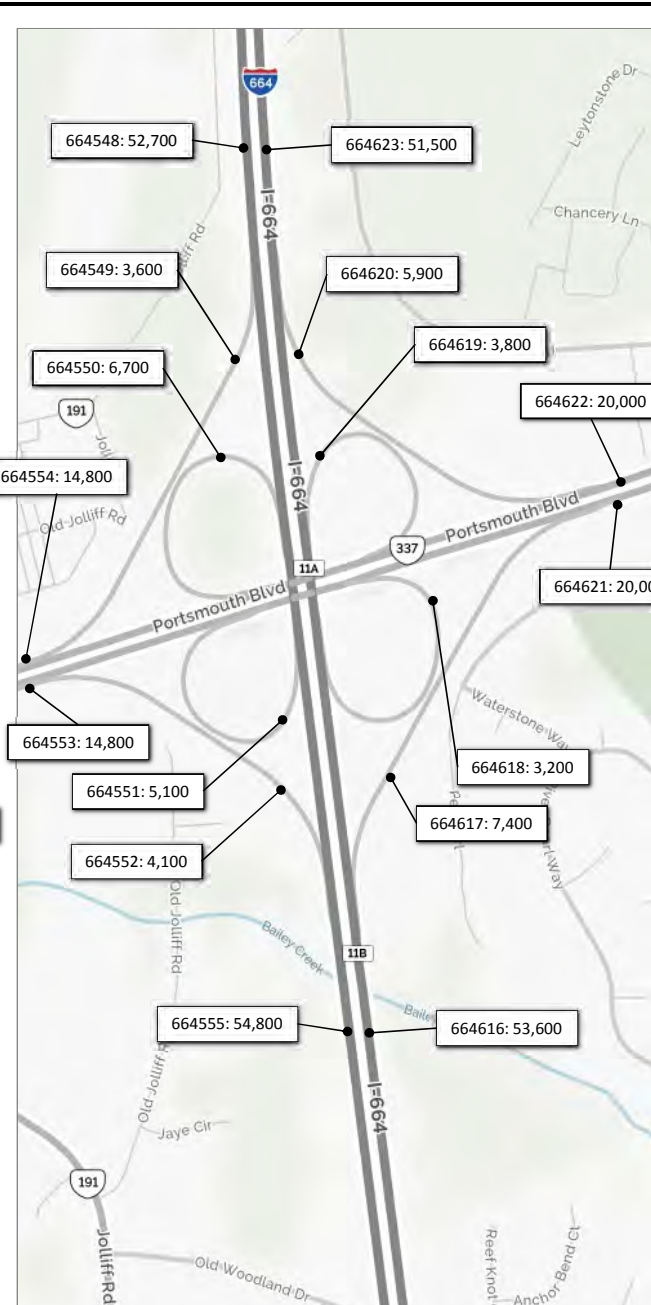 664
664548: 52,700
664623: 51,500
Leytonstone Dr
I-664
Chancery Ln
664549: 3,600
664620: 5,900
664619: 3,800
664550: 6,700
664622: 20,000
191
664554: 14,800
I-664
Portsmouth Blvd
Old Jolliff Rd
337
11A
664621: 20,00
Portsmouth Blvd
Waterstone Way
664553: 14,800
664618: 3,200
664551: 5,100
664617: 7,400
664552: 4,100
Old Jolliff Rd
Bailey Creek
11B
664555: 54,800
664616: 53,600
Old Jolliff R
I-664
Jaye Cir
191
Jolliff Rd
Old Woodland Dr
Reef Knot
Anchor Bend Ct